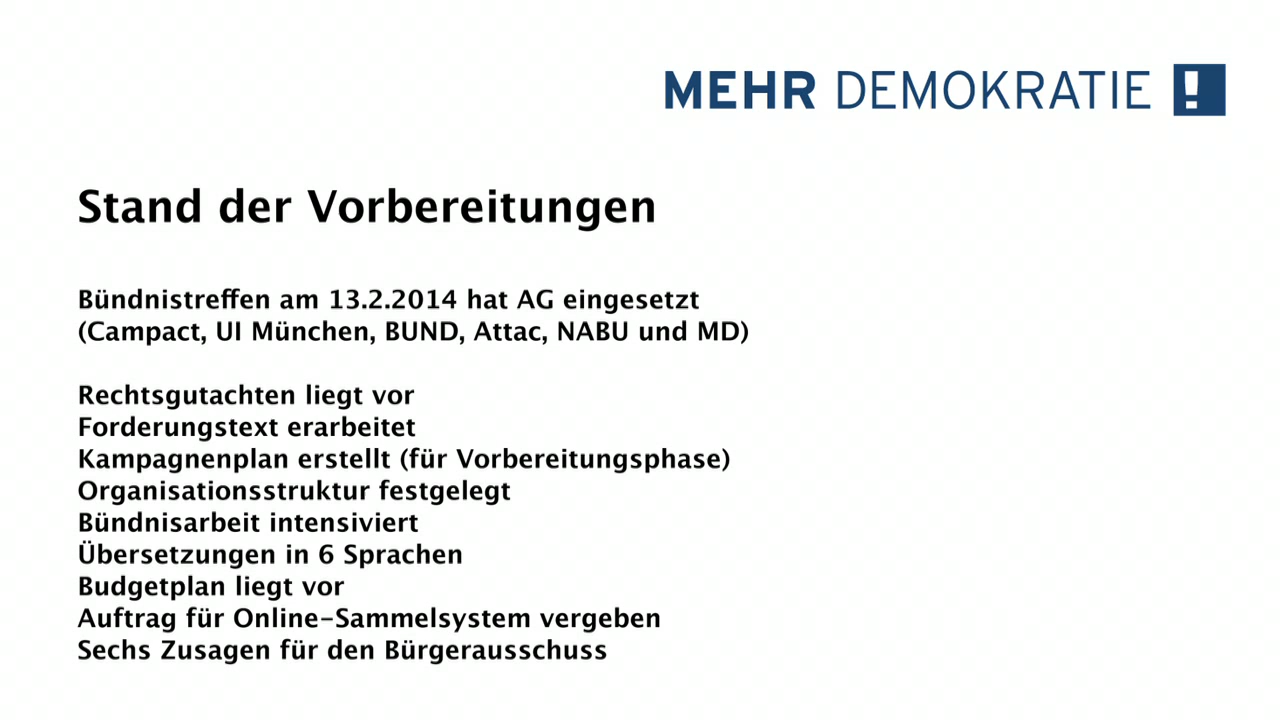 MEHR DEMOKRATIE !
Stand der Vorbereitungen
Bündnistreffen am 13.2.2014 hat AG eingesetzt
(Campact, UI München, BUND, Attac, NABU und MD)
Rechtsgutachten liegt vor
Forderungstext erarbeitet
Kampagnenplan erstellt (für Vorbereitungsphase)
Organisationsstruktur festgelegt
Bündnisarbeit intensiviert
Übersetzungen in 6 Sprachen
Budgetplan liegt vor
Auftrag für Online-Sammelsystem vergeben
Sechs Zusagen für den Bürgerausschuss